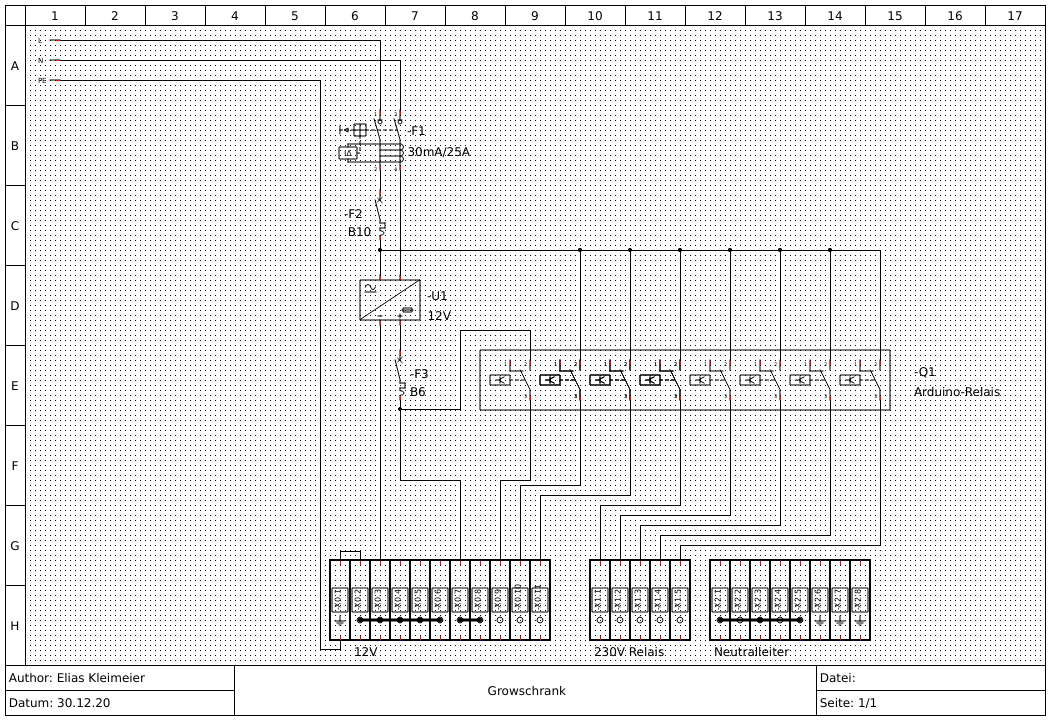 1 2 3 4 5 6 7 8 9 10 11 12 13 14 15 16 17
A
L
N
PE
B
-F1
30mA/25A
C
-F2
B10
D
-U1
12V
E
-F3
B6
-Q1
Arduino-Relais
F
G
H
-X0.1 -X0.2 -X0.3 -X0.4 -X0.5 -X0.6 -X0.7 -X0.8 -X0.9 -X0.10 -X0.11
-X1.1 -X1.2 -X1.3 -X1.4 -X1.5
-X2.1 -X2.2 -X2.3 -X2.4 -X2.5 -X2.6 -X2.7 -X2.8
12V
230V Relais
Neutralleiter
Author: Elias Kleimeier
Datum: 30.12.20
Growschrank
Datei:
Seite: 1/1